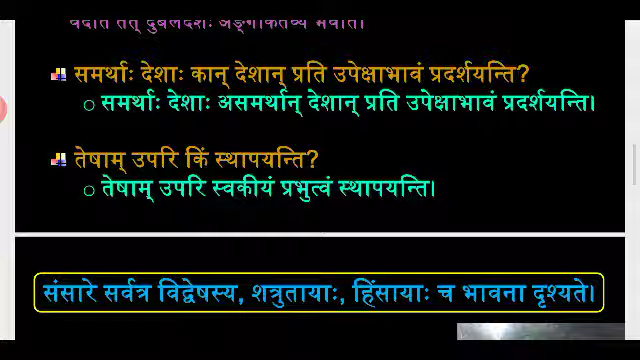 समर्थाः देशाः कान् देशान् प्रति उपेक्षाभावं प्रदर्शयन्ति?
समर्थाः देशाः असमर्थान् देशान् प्रति उपेक्षाभावं प्रदर्शयन्ति।
तेषाम् उपरि किं स्थापयन्ति?
तेषाम् उपरि स्वकीयं प्रभुत्वं स्थापयन्ति।
संसारे सर्वत्र विद्वेषस्य, शत्रुतायाः, हिंसायाः च भावना दृश्यते।